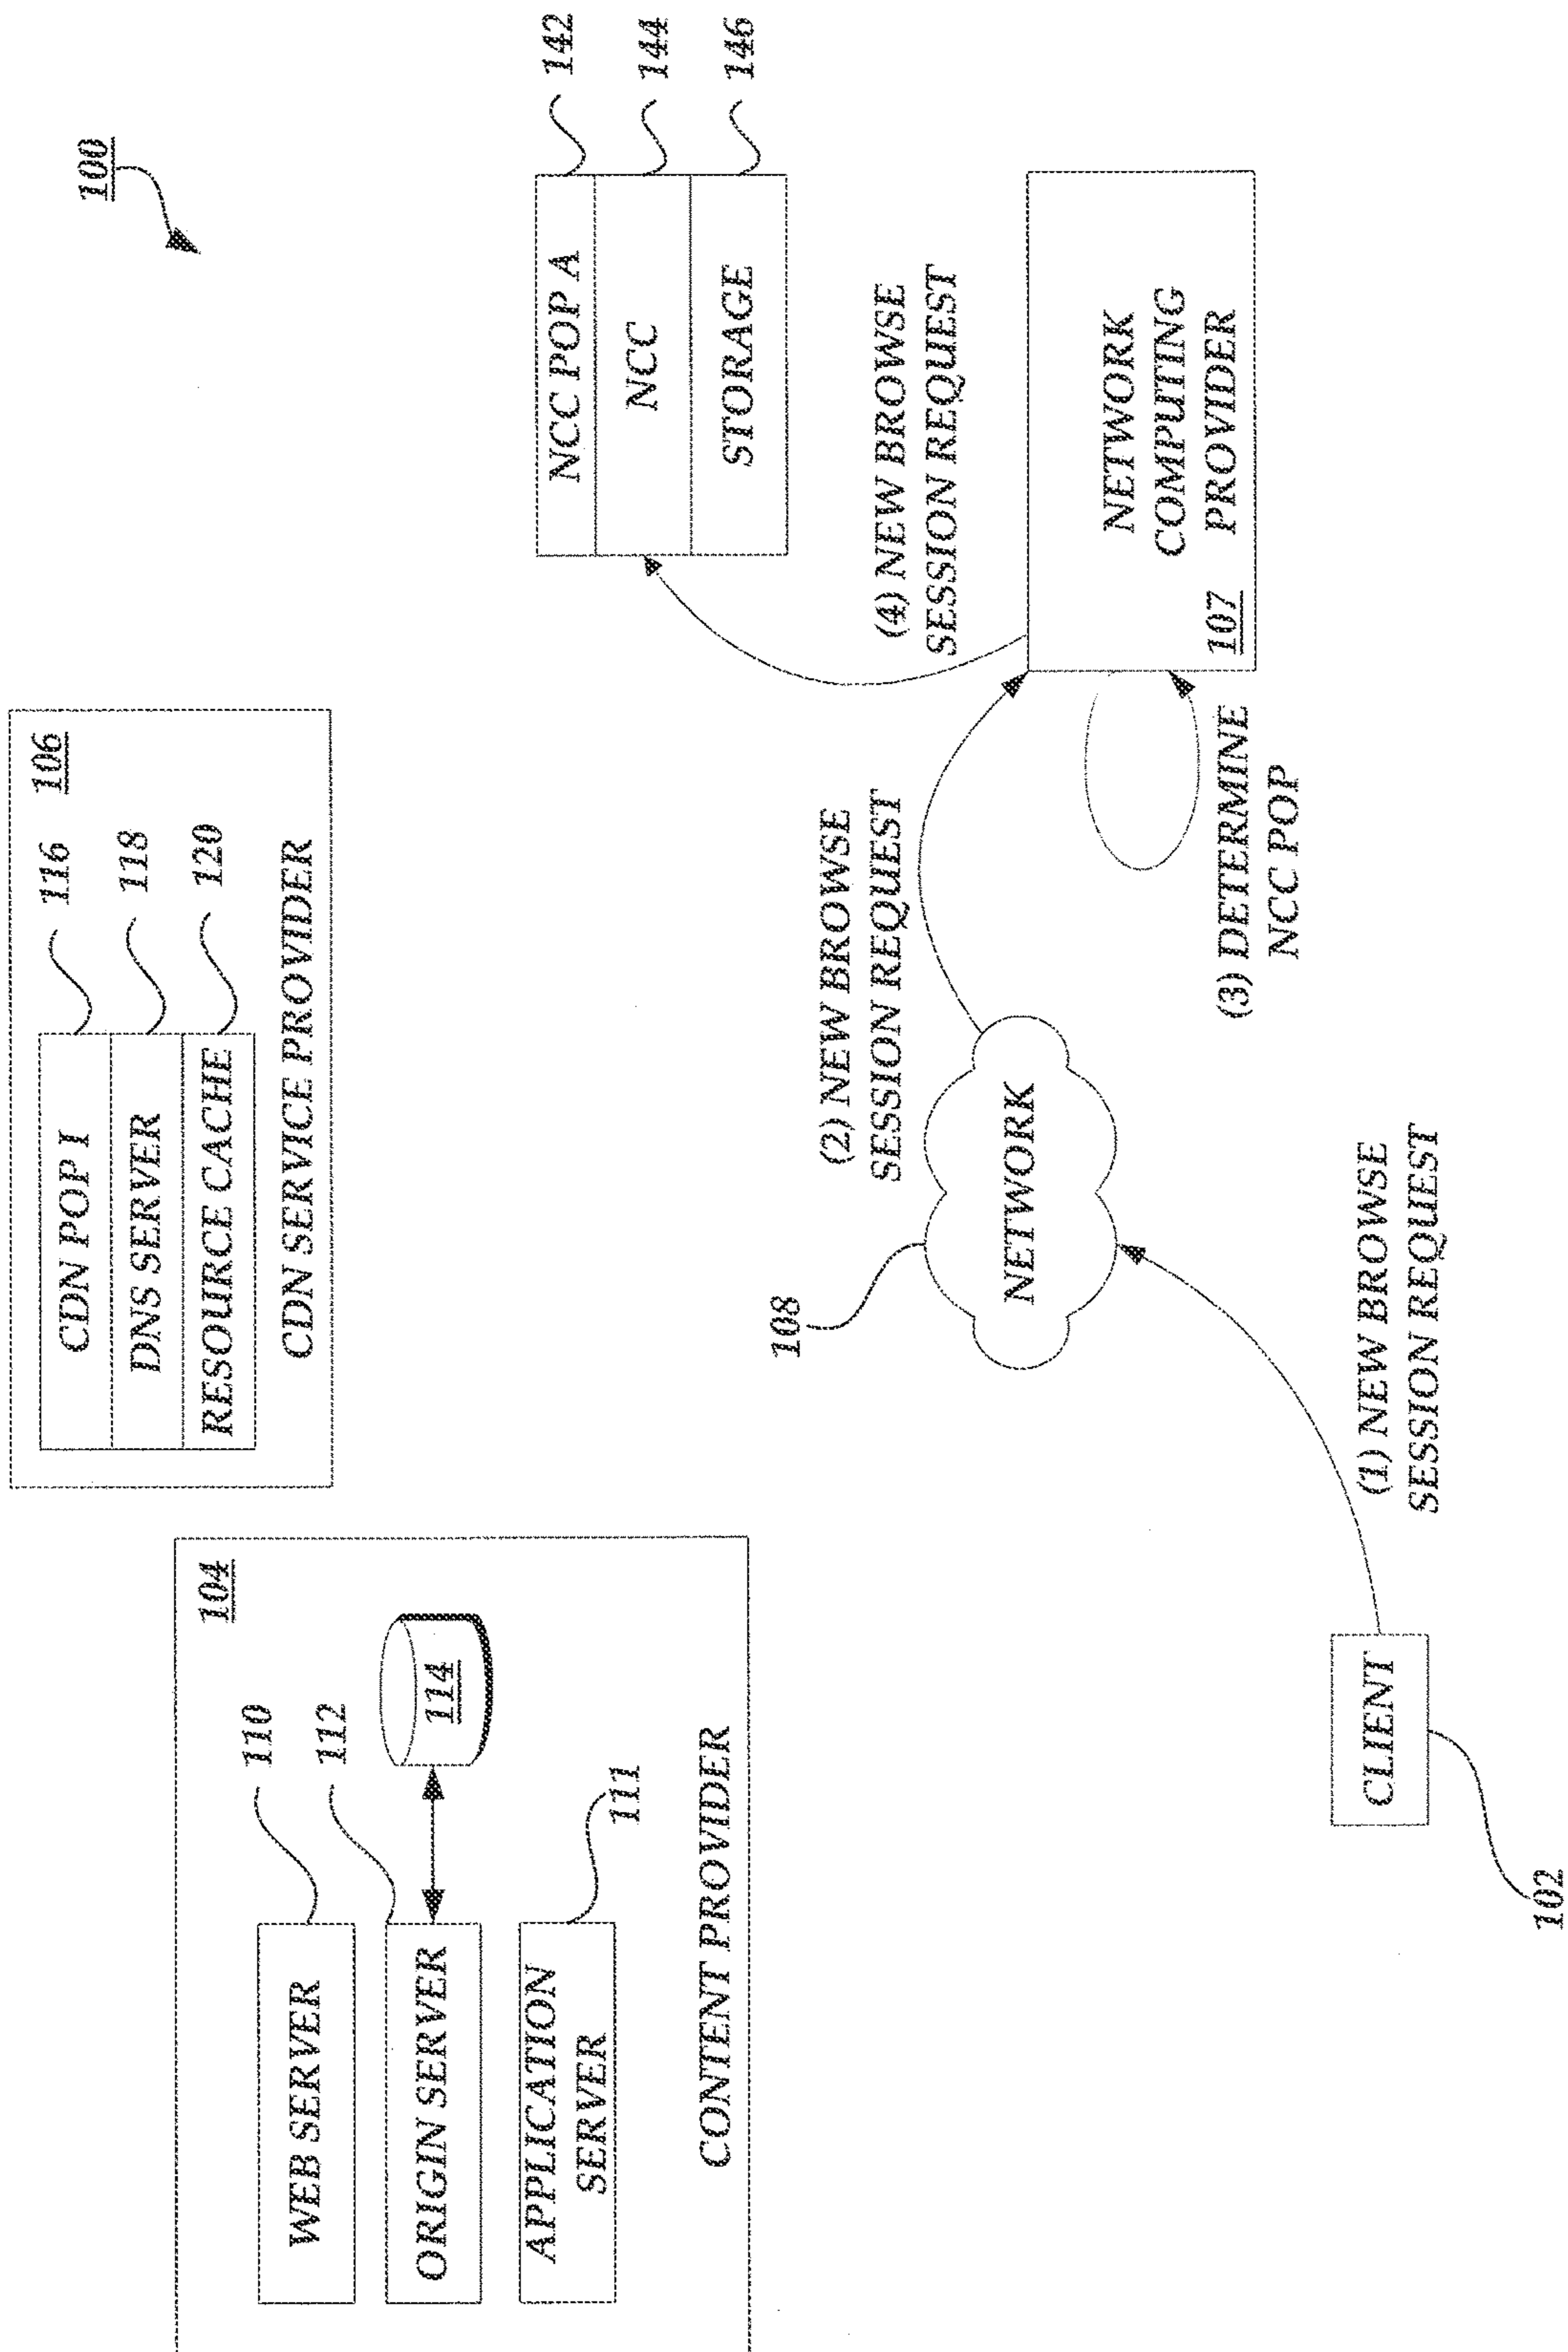 100
104
WEB SERVER
110
ORIGIN SERVER
112
114
APPLICATION
SERVER
111
CONTENT PROVIDER
106
CDN POP I
116
DNS SERVER
118
RESOURCE CACHE
120
CDN SERVICE PROVIDER
NCC POP A
142
NCC
144
STORAGE
146
108
NETWORK
(2) NEW BROWSE
SESSION REQUEST
(4) NEW BROWSE
SESSION REQUEST
NETWORK
COMPUTING
PROVIDER
107
(3) DETERMINE
NCC POP
CLIENT
102
(1) NEW BROWSE
SESSION REQUEST